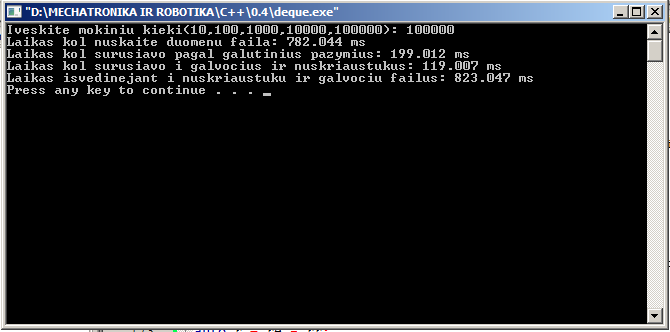 "D:\MECHATRONIKA IR ROBOTIKA\C++\0.4\deque.exe"
Iveskite mokiniu kieki(10,100,1000,10000,100000): 100000
Laikas kol nuskaite duomenu faila: 782.044 ms
Laikas kol surusiavo pagal galutinius pazymius: 199.012 ms
Laikas kol surusiavo i galvocius ir nuskriaustukus: 119.007 ms
Laikas isvedinejant i nuskriaustuku ir galvociu failus: 823.047 ms
Press any key to continue . . .